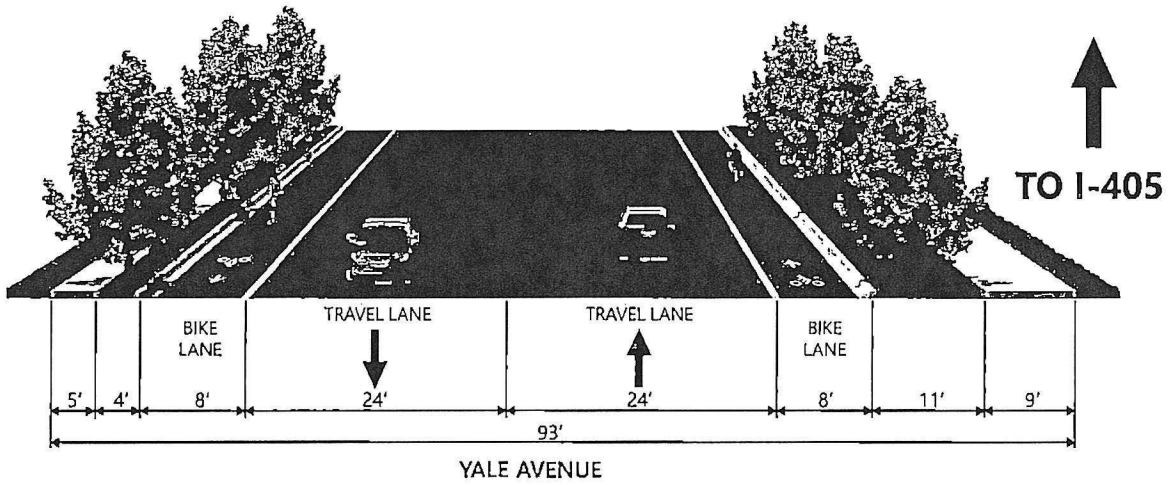 TO I-405
TRAVEL LANE
TRAVEL LANE
BIKE
LANE
BIKE
LANE
5'
4'
8'
24'
24'
8'
11'
9'
93'
YALE AVENUE